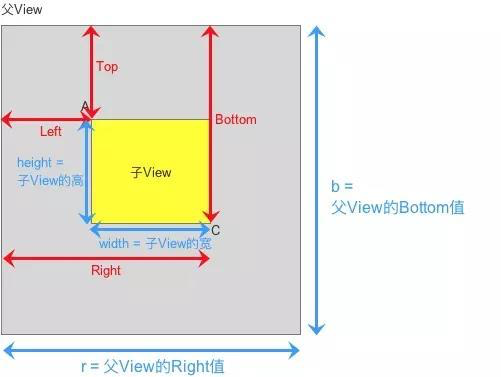 父View
Top
A
Left
Bottom
height =
子View的高
子View
b =
父View的Bottom值
C
width = 子View的宽
Right
r = 父View的Right值